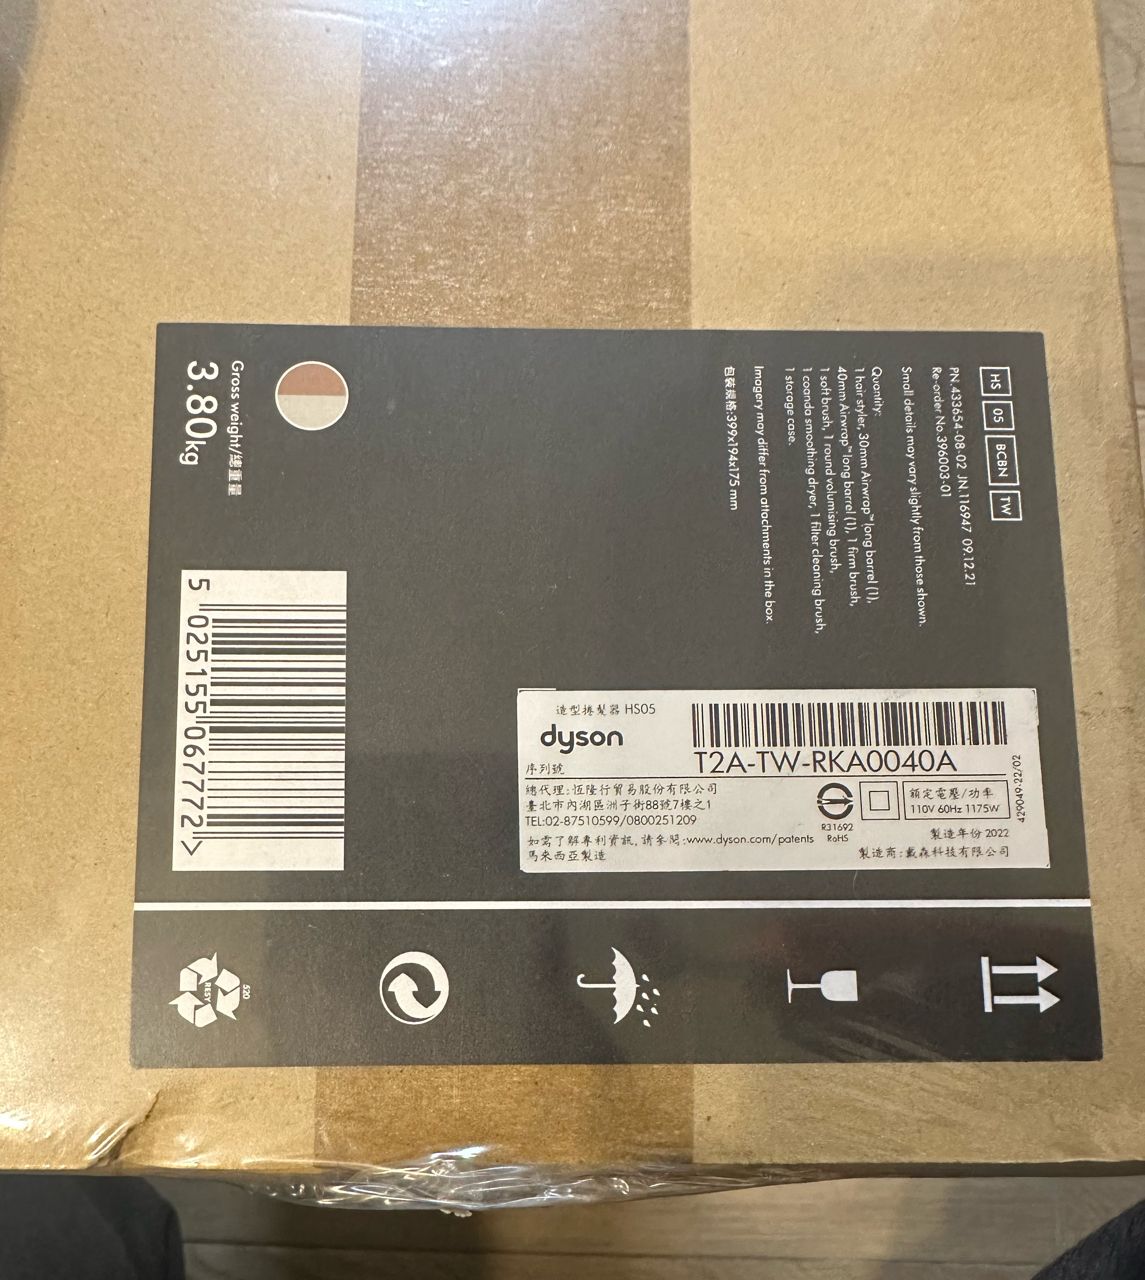 HS 05 BCBN TW
PN.433654-08-02 JN.116947 09.12.21
Re-order No.396003-01
Small details may vary slightly from those shown.
Quantity:
1 hair styler, 30mm Airwrap™ long barrel (1),
40mm Airwrap™ long barrel (1), 1 firm brush,
1 soft brush, 1 round volumising brush,
1 coanda smoothing dryer, 1 filter cleaning brush,
1 storage case.
Imagery may differ from attachments in the box.
包裝規格:399x194x175 mm
Gross weight/總重量
3.80kg
5 025155 067772 >
造型捲髮器 HS05
dyson
序列號
T2A-TW-RKA0040A
總代理:恆隆行貿易股份有限公司
臺北市內湖區洲子街88號7樓之1
TEL:02-87510599/0800251209
如需了解專利資訊,請參閱:www.dyson.com/patents
馬來西亞製造
R31692
RoHS
額定電壓/功率
110V 60Hz 1175W
製造年份 2022
製造商:戴森科技有限公司
429049-22/02
RESY
520